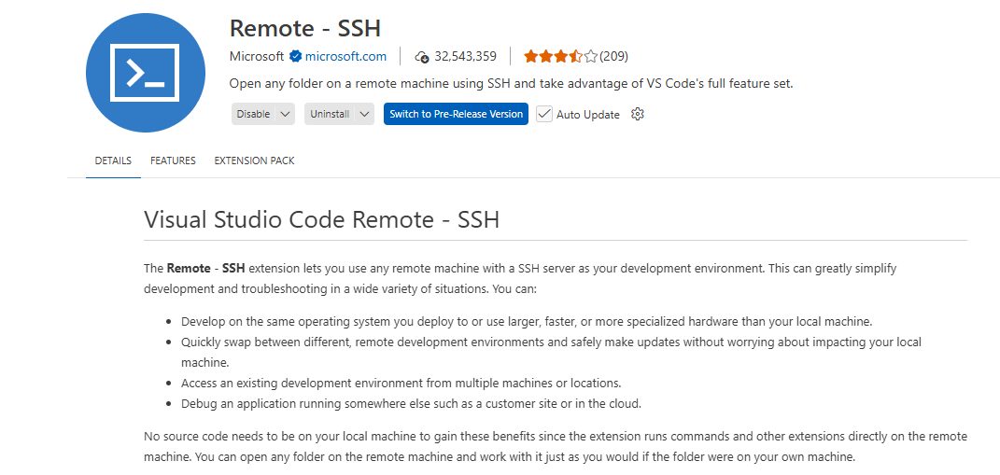 Remote - SSH
Microsoft microsoft.com 32,543,359 (209)
Open any folder on a remote machine using SSH and take advantage of VS Code's full feature set.
Disable Uninstall Switch to Pre-Release Version Auto Update
DETAILS FEATURES EXTENSION PACK
Visual Studio Code Remote - SSH
The Remote - SSH extension lets you use any remote machine with a SSH server as your development environment. This can greatly simplify
development and troubleshooting in a wide variety of situations. You can:
• Develop on the same operating system you deploy to or use larger, faster, or more specialized hardware than your local machine.
• Quickly swap between different, remote development environments and safely make updates without worrying about impacting your local
machine.
• Access an existing development environment from multiple machines or locations.
• Debug an application running somewhere else such as a customer site or in the cloud.
No source code needs to be on your local machine to gain these benefits since the extension runs commands and other extensions directly on the remote
machine. You can open any folder on the remote machine and work with it just as you would if the folder were on your own machine.